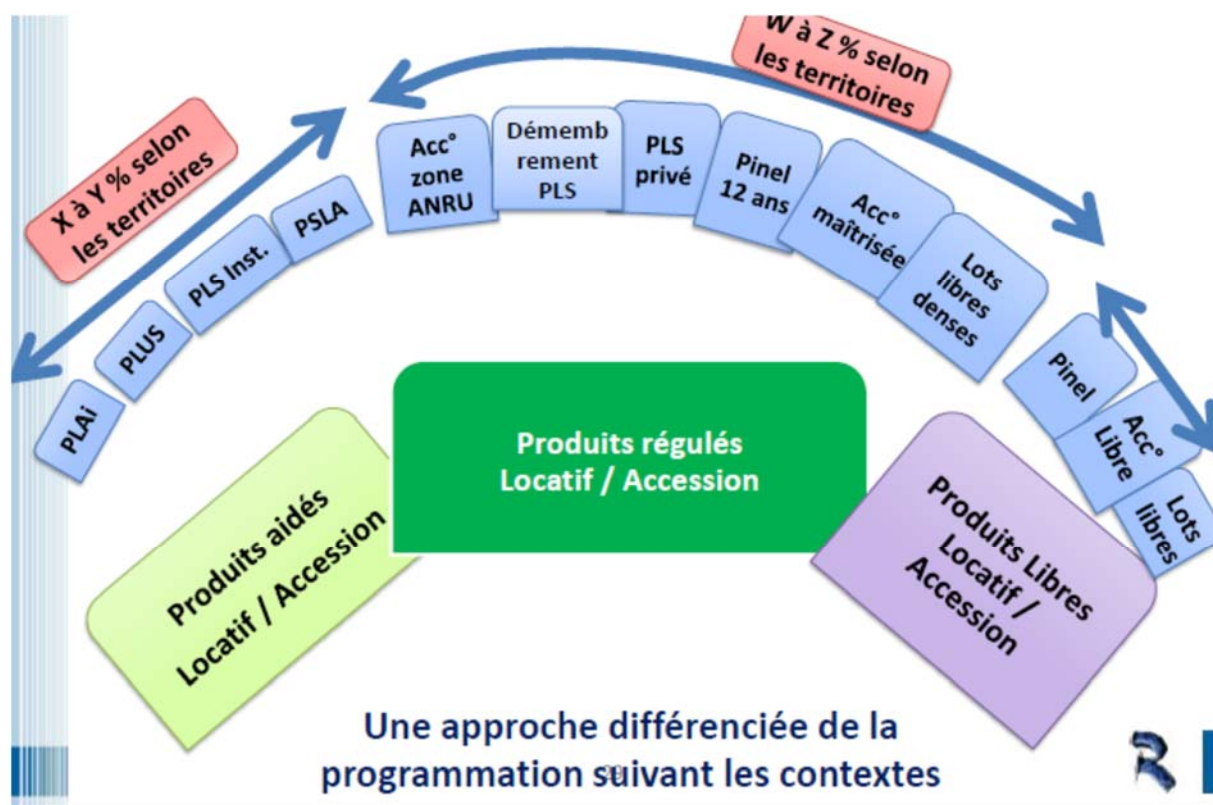 W à Z % selon
les territoires
X à Y % selon
les territoires
PLAi
PLUS
PLS Inst.
PSLA
Acc°
zone
ANRU
Démemb
rement
PLS
PLS
privé
Pinel
12 ans
Acc°
maîtrisée
Lots
libres
denses
Pinel
Acc°
Libre
Lots
libres
Produits aidés
Locatif / Accession
Produits régulés
Locatif / Accession
Produits Libres
Locatif /
Accession
Une approche différenciée de la
programmation suivant les contextes
R